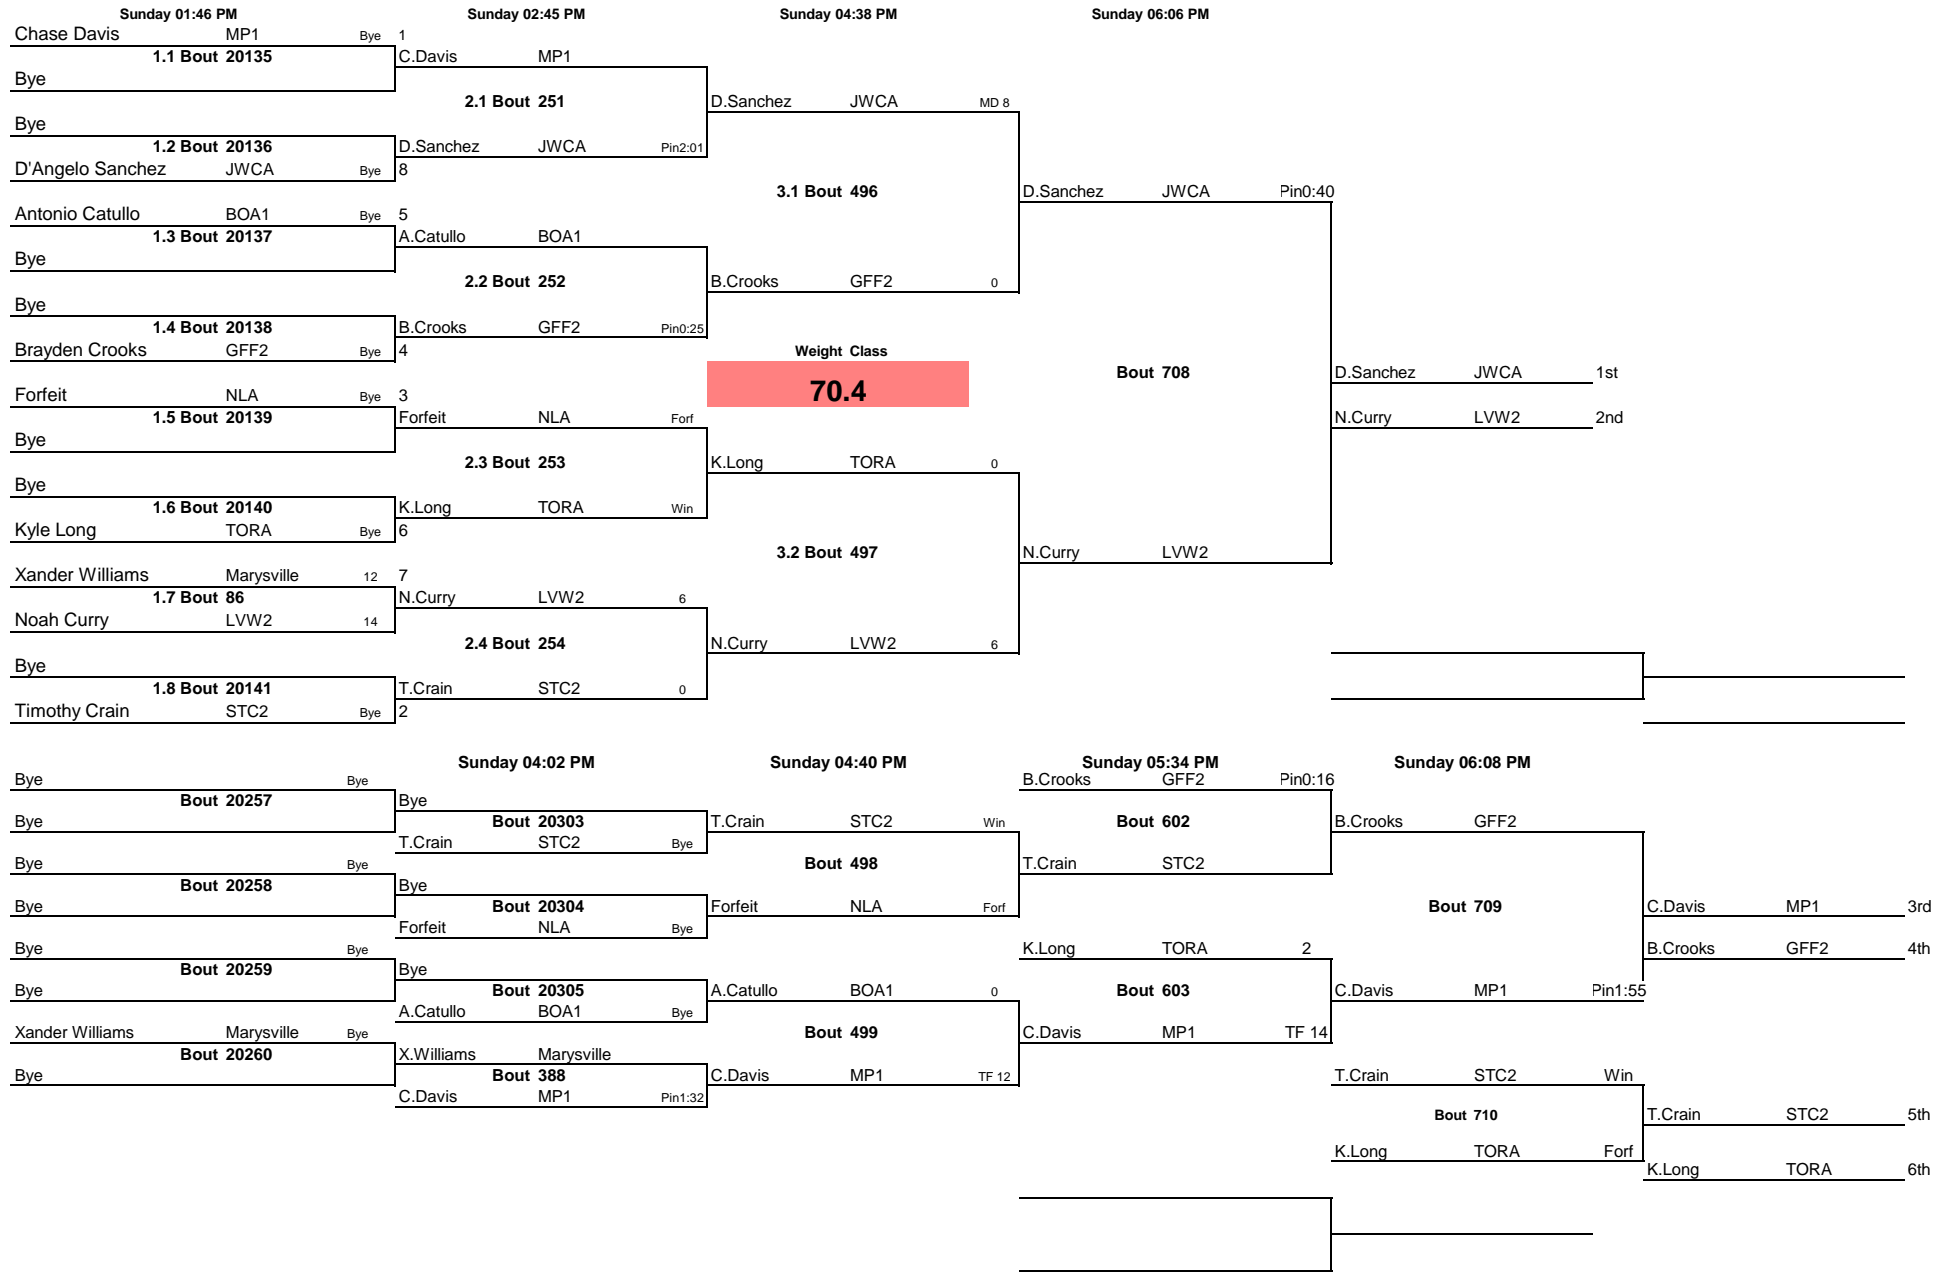 Sunday 01:46 PM Sunday 02:45 PM Sunday 04:38 PM Sunday 06:06 PM
Chase Davis MP1 Bye 1
1.1 Bout 20135 C.Davis MP1
Bye
2.1 Bout 251 D.Sanchez JWCA MD 8
Bye
1.2 Bout 20136 D.Sanchez JWCA Pin2:01
D'Angelo Sanchez JWCA Bye 8
3.1 Bout 496 D.Sanchez JWCA Pin0:40
Antonio Catullo BOA1 Bye 5
1.3 Bout 20137 A.Catullo BOA1
Bye
2.2 Bout 252 B.Crooks GFF2 0
Bye
1.4 Bout 20138 B.Crooks GFF2 Pin0:25
Brayden Crooks GFF2 Bye 4
Weight Class
Bout 708 D.Sanchez JWCA 1st
70.4
Forfeit NLA Bye 3
1.5 Bout 20139 Forfeit NLA Forf N.Curry LVW2 2nd
Bye
2.3 Bout 253 K.Long TORA 0
Bye
1.6 Bout 20140 K.Long TORA Win
Kyle Long TORA Bye 6
3.2 Bout 497 N.Curry LVW2
Xander Williams Marysville 12 7
1.7 Bout 86 N.Curry LVW2 6
Noah Curry LVW2 14
2.4 Bout 254 N.Curry LVW2 6
Bye
1.8 Bout 20141 T.Crain STC2 0
Timothy Crain STC2 Bye 2
Sunday 04:02 PM Sunday 04:40 PM Sunday 05:34 PM Sunday 06:08 PM
Bye Bye B.Crooks GFF2 Pin0:16
Bout 20257 Bye
Bye Bout 20303 T.Crain STC2 Win Bout 602 B.Crooks GFF2
T.Crain STC2 Bye
Bye Bye Bout 498 T.Crain STC2
Bout 20258 Bye
Bye Bout 20304 Forfeit NLA Forf Bout 709 C.Davis MP1 3rd
Forfeit NLA Bye
Bye Bye K.Long TORA 2 B.Crooks GFF2 4th
Bout 20259 Bye
Bye Bout 20305 A.Catullo BOA1 0 Bout 603 C.Davis MP1 Pin1:55
A.Catullo BOA1 Bye
Xander Williams Marysville Bye Bout 499 C.Davis MP1 TF 14
Bout 20260 X.Williams Marysville
Bye Bout 388 C.Davis MP1 TF 12 T.Crain STC2 Win
C.Davis MP1 Pin1:32
Bout 710 T.Crain STC2 5th
K.Long TORA Forf
K.Long TORA 6th